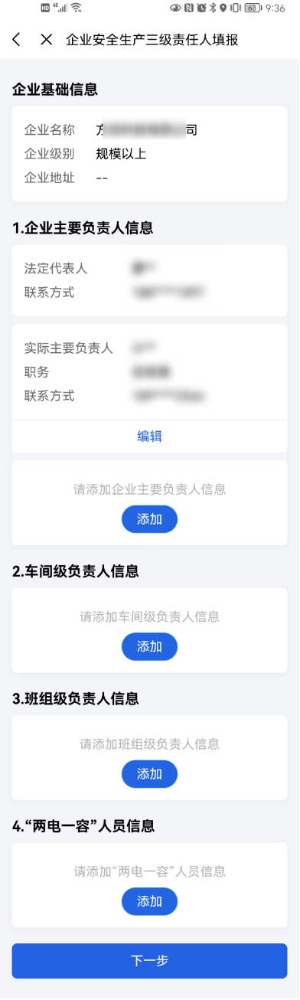 HD 4G 63 9:36
企业安全生产三级责任人填报
企业基础信息
企业名称 方 司
企业级别 规模以上
企业地址 --
1.企业主要负责人信息
法定代表人
联系方式
实际主要负责人
职务
联系方式
编辑
请添加企业主要负责人信息
添加
2.车间级负责人信息
请添加车间级负责人信息
添加
3.班组级负责人信息
请添加班组级负责人信息
添加
4.“两电一容”人员信息
请添加“两电一容”人员信息
添加
下一步